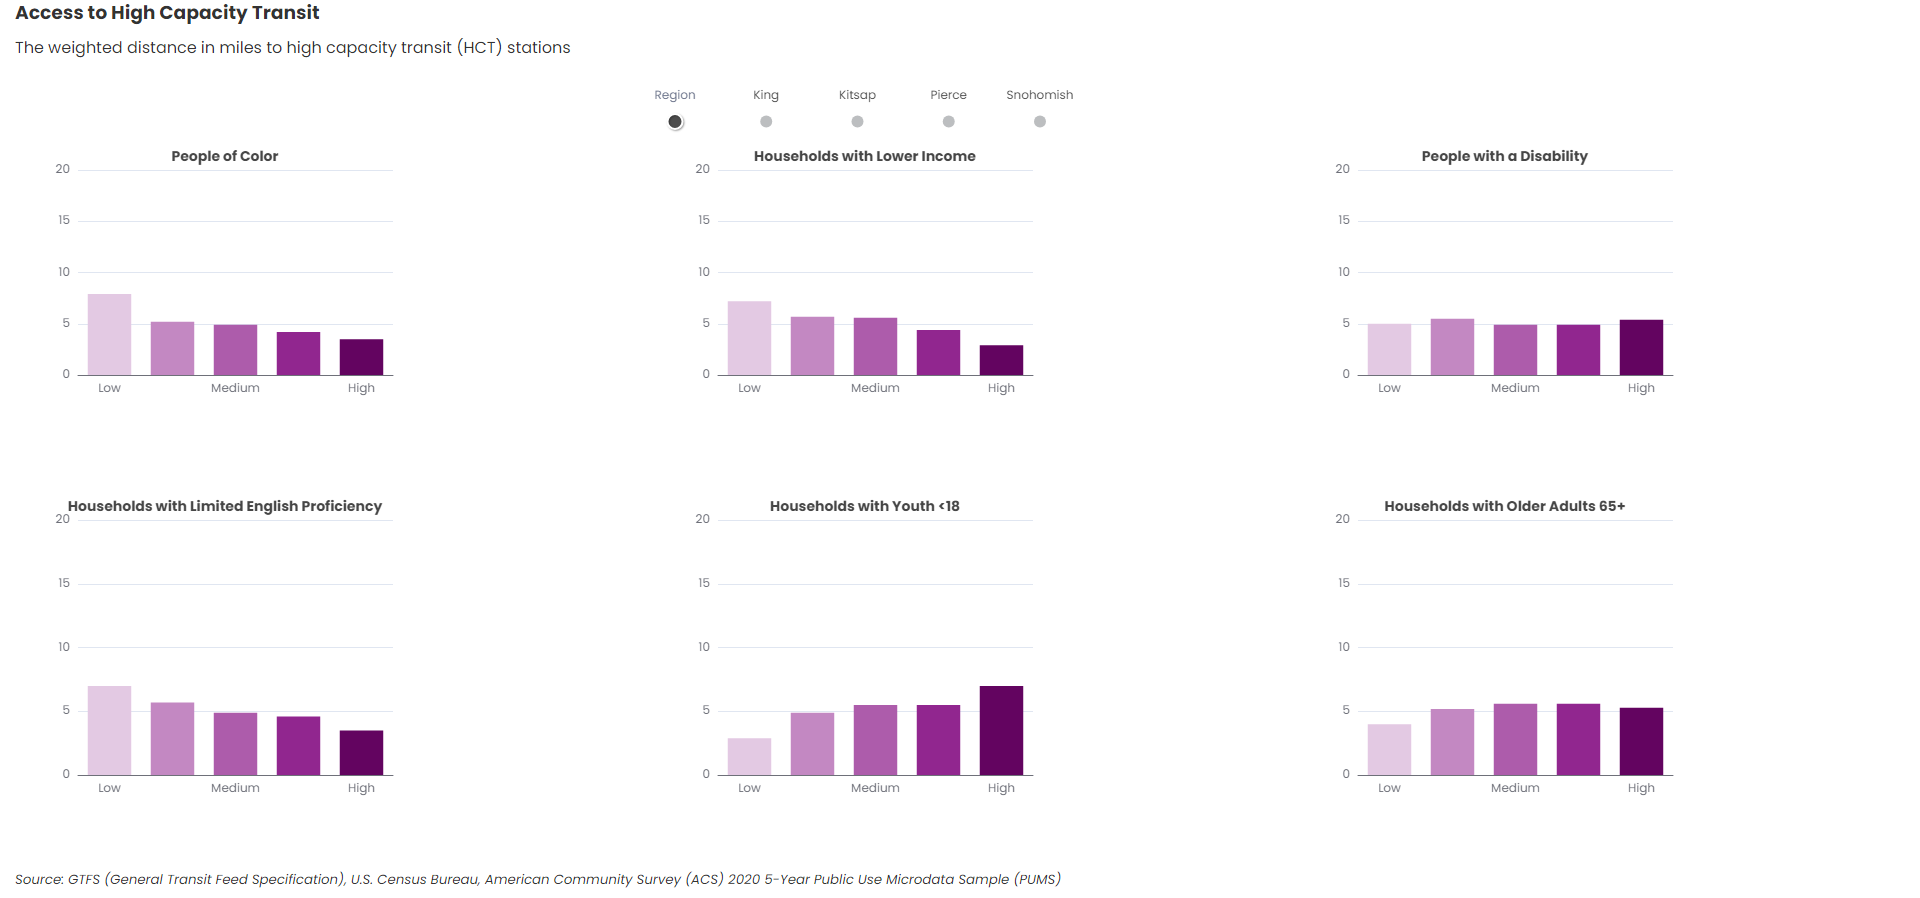 Access to High Capacity Transit
The weighted distance in miles to high capacity transit (HCT) stations
Region King Kitsap Pierce Snohomish
People of Color
20
15
10
5
0
Low Medium High
Households with Lower Income
20
15
10
5
0
Low Medium High
People with a Disability
20
15
10
5
0
Low Medium High
Households with Limited English Proficiency
20
15
10
5
0
Low Medium High
Households with Youth <18
20
15
10
5
0
Low Medium High
Households with Older Adults 65+
20
15
10
5
0
Low Medium High
Source: GTFS (General Transit Feed Specification), U.S. Census Bureau, American Community Survey (ACS) 2020 5-Year Public Use Microdata Sample (PUMS)